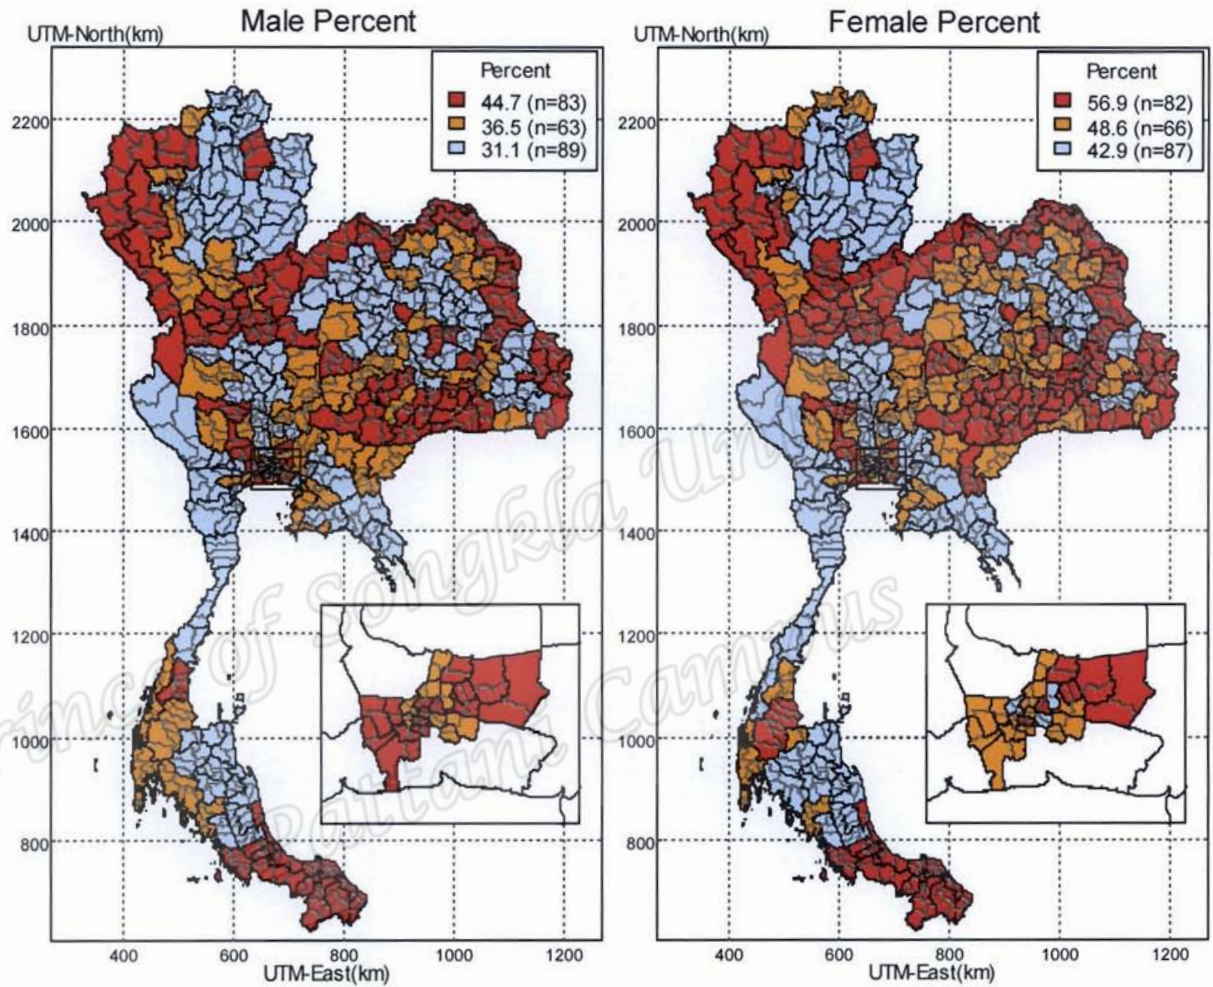 Male Percent
UTM-North(km)
Percent
44.7 (n=83)
36.5 (n=63)
31.1 (n=89)
2200
2000
1800
1600
1400
1200
1000
800
400 600 800 1000 1200
UTM-East(km)
Female Percent
UTM-North(km)
Percent
56.9 (n=82)
48.6 (n=66)
42.9 (n=87)
2200
2000
1800
1600
1400
1200
1000
800
400 600 800 1000 1200
UTM-East(km)
Prince of Songkla Uni
Pattani Campus